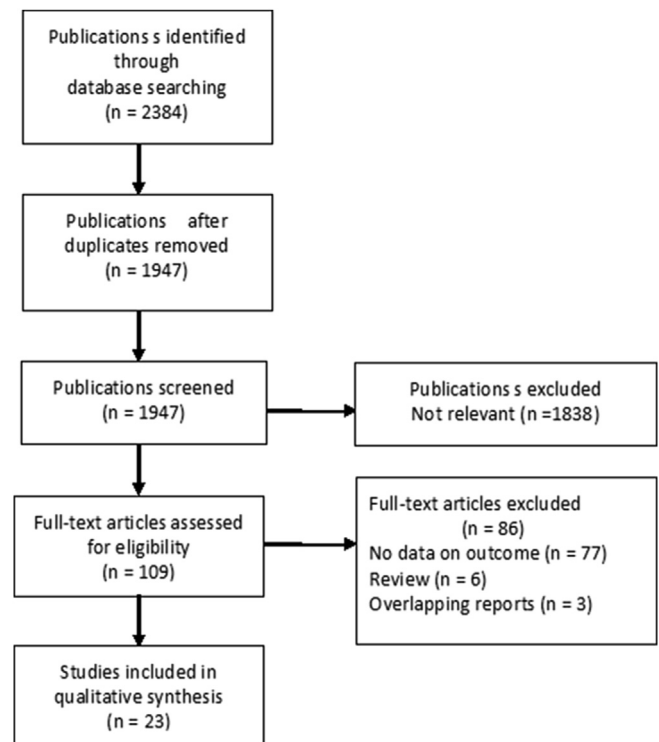 Publications s identified
through
database searching
(n = 2384)
Publications after
duplicates removed
(n = 1947)
Publications screened
(n = 1947)
Publications s excluded
Not relevant (n =1838)
Full-text articles assessed
for eligibility
(n = 109)
Full-text articles excluded
(n = 86)
No data on outcome (n = 77)
Review (n = 6)
Overlapping reports (n = 3)
Studies included in
qualitative synthesis
(n = 23)